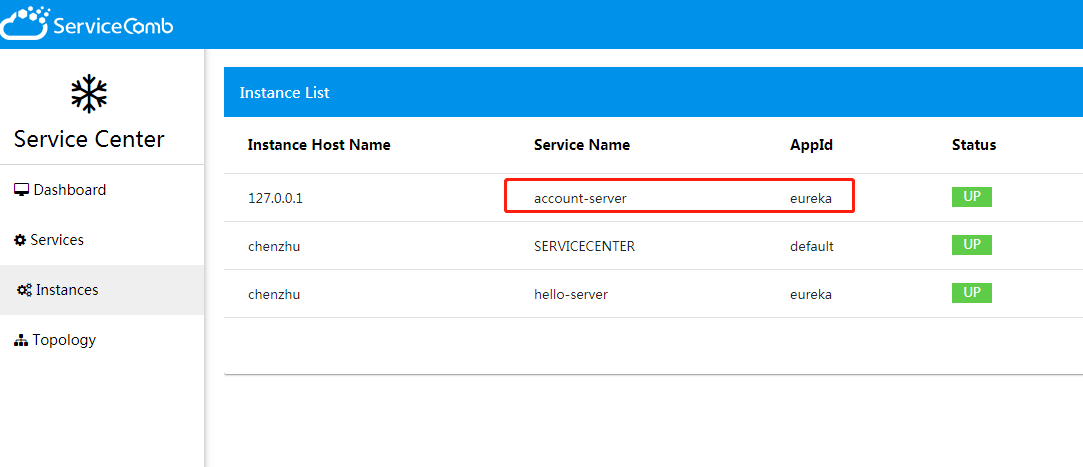 ServiceComb
Service Center
Dashboard
Services
Instances
Topology
Instance List
Instance Host Name Service Name AppId Status
127.0.0.1 account-server eureka UP
chenzhu SERVICECENTER default UP
chenzhu hello-server eureka UP